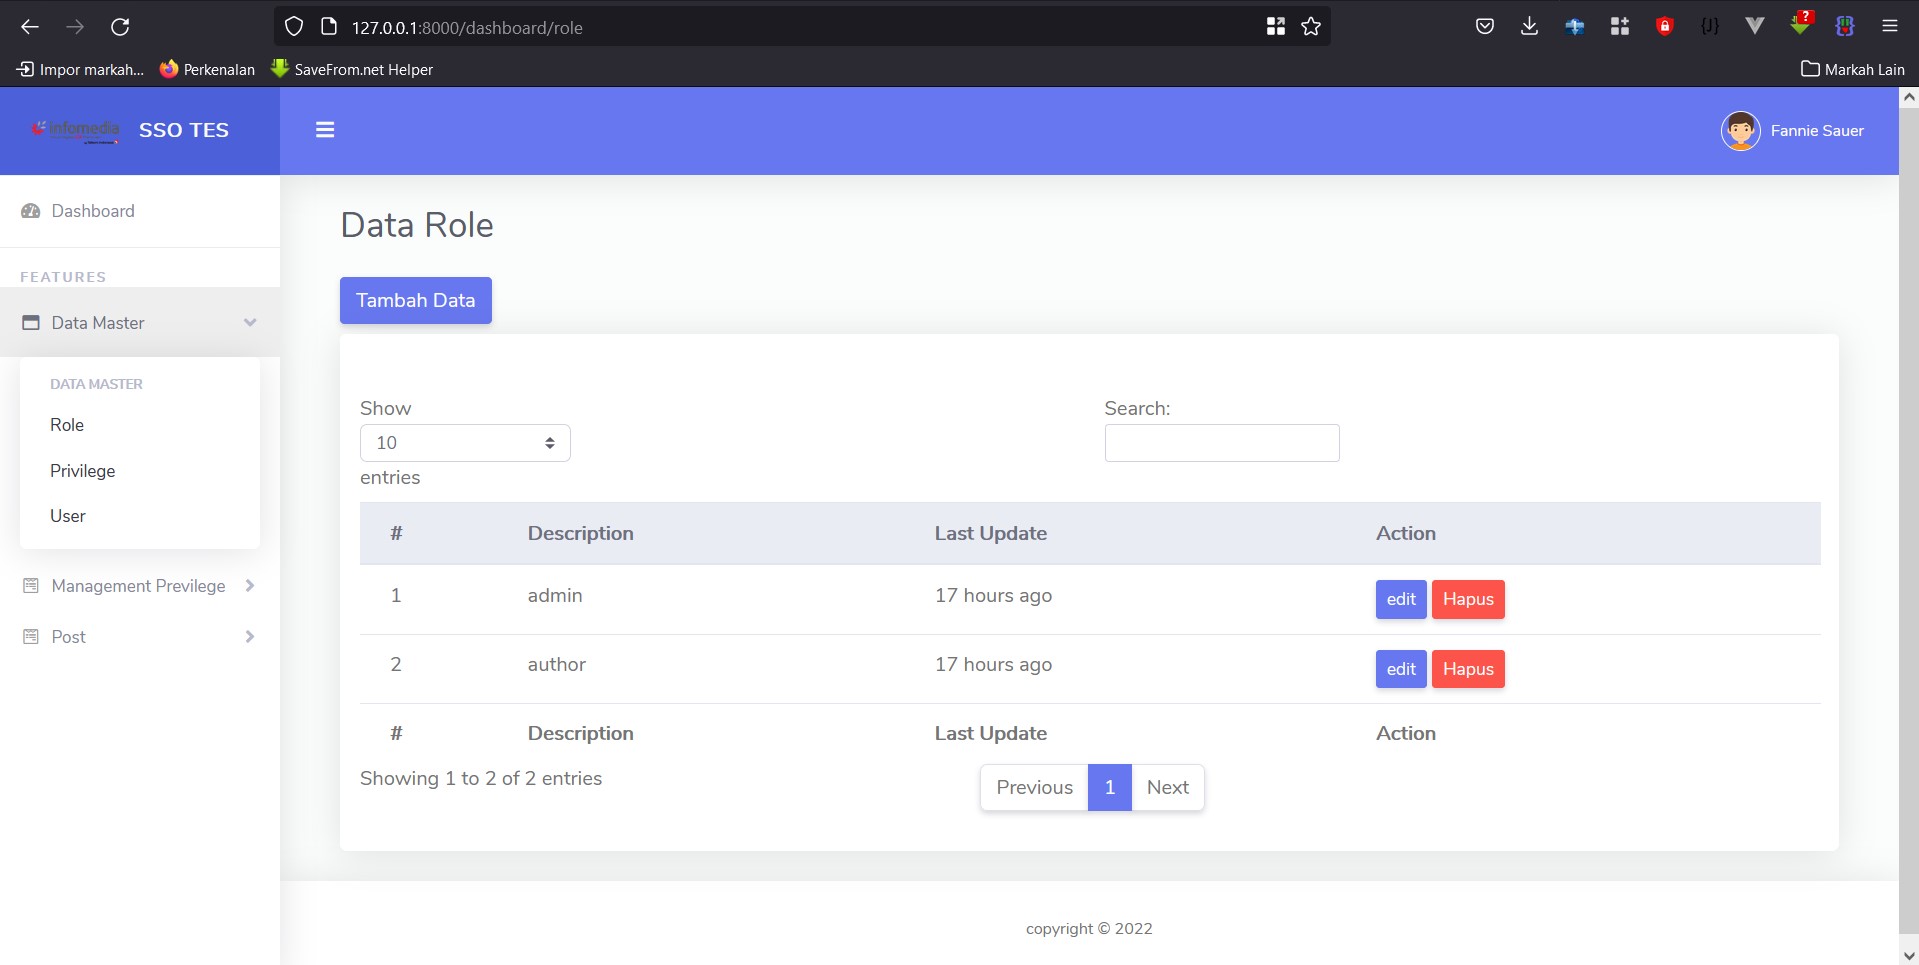 127.0.0.1:8000/dashboard/role
Impor markah... Perkenalan SaveFrom.net Helper Markah Lain
infomedia SSO TES
Fannie Sauer
Dashboard
FEATURES
Data Master
DATA MASTER
Role
Privilege
User
Management Previlege
Post
Data Role
Tambah Data
Show
10
entries
Search:
# Description Last Update Action
1 admin 17 hours ago edit Hapus
2 author 17 hours ago edit Hapus
# Description Last Update Action
Showing 1 to 2 of 2 entries
Previous 1 Next
copyright © 2022